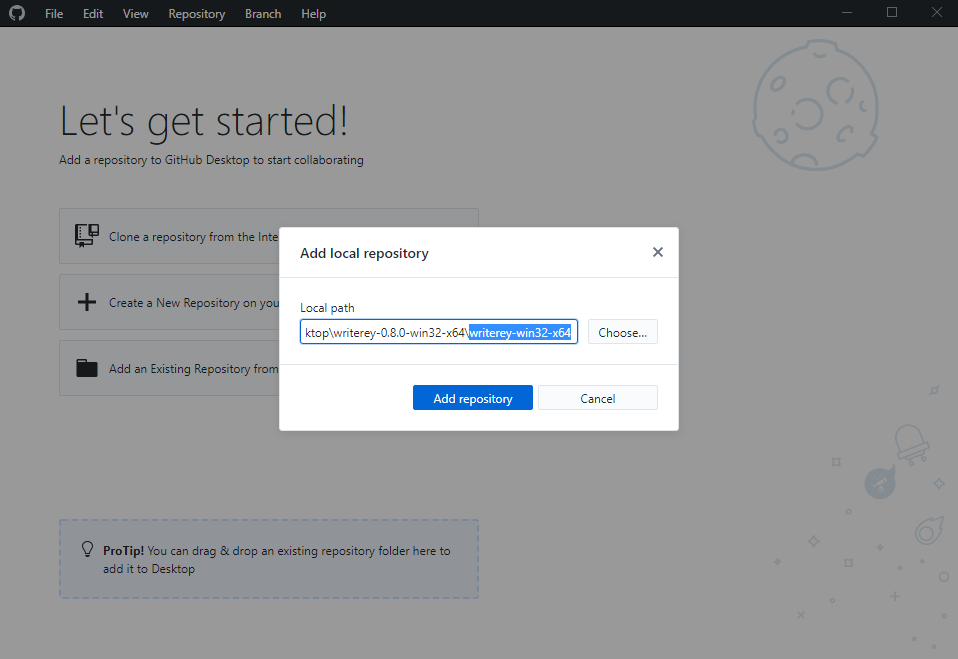 File Edit View Repository Branch Help
Let's get started!
Add a repository to GitHub Desktop to start collaborating
Clone a repository from the Inte
Create a New Repository on you
Add an Existing Repository from
Add local repository
Local path
ktop\writerey-0.8.0-win32-x64\writerey-win32-x64
Choose...
Add repository
Cancel
ProTip! You can drag & drop an existing repository folder here to
add it to Desktop